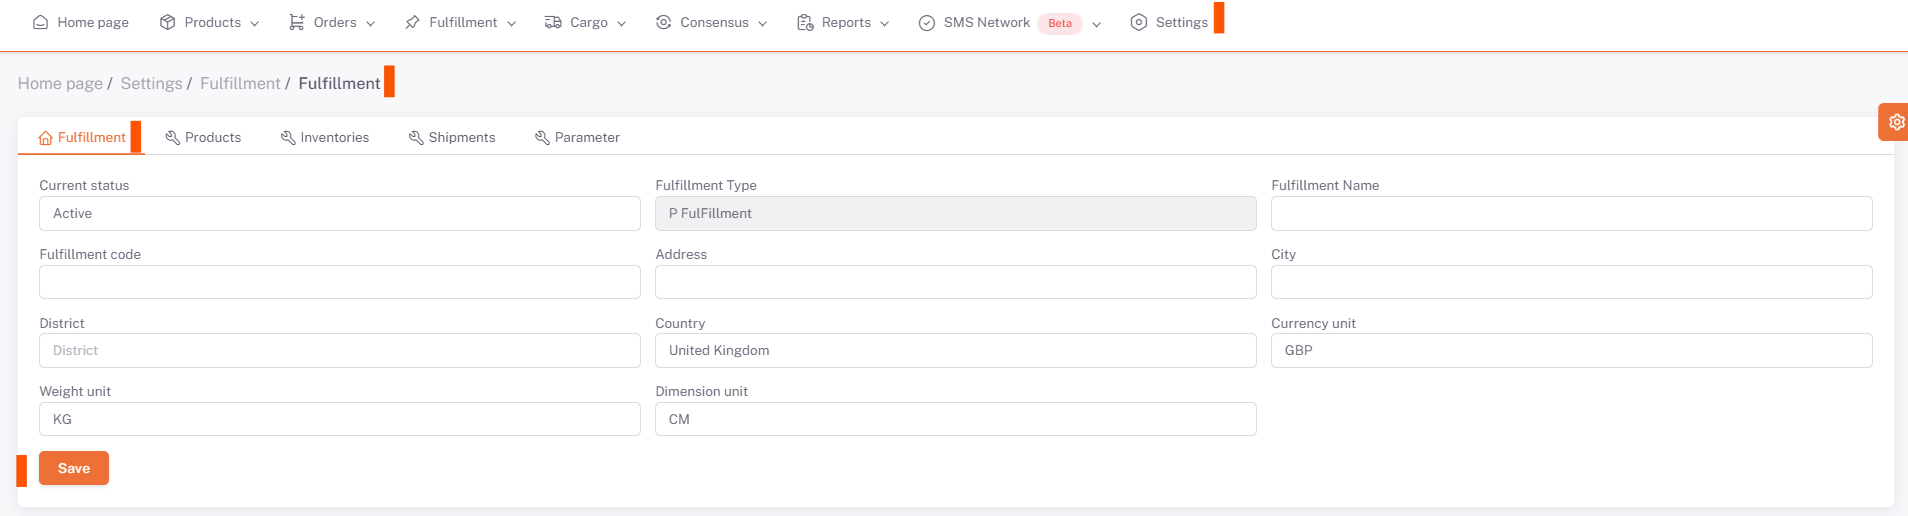 Home page Products Orders Fulfillment Cargo Consensus Reports SMS Network Beta Settings
Home page / Settings / Fulfillment / Fulfillment
Fulfillment Products Inventories Shipments Parameter
Current status Fulfillment Type Fulfillment Name
Active P FulFillment
Fulfillment code Address City
District Country Currency unit
District United Kingdom GBP
Weight unit Dimension unit
KG CM
Save